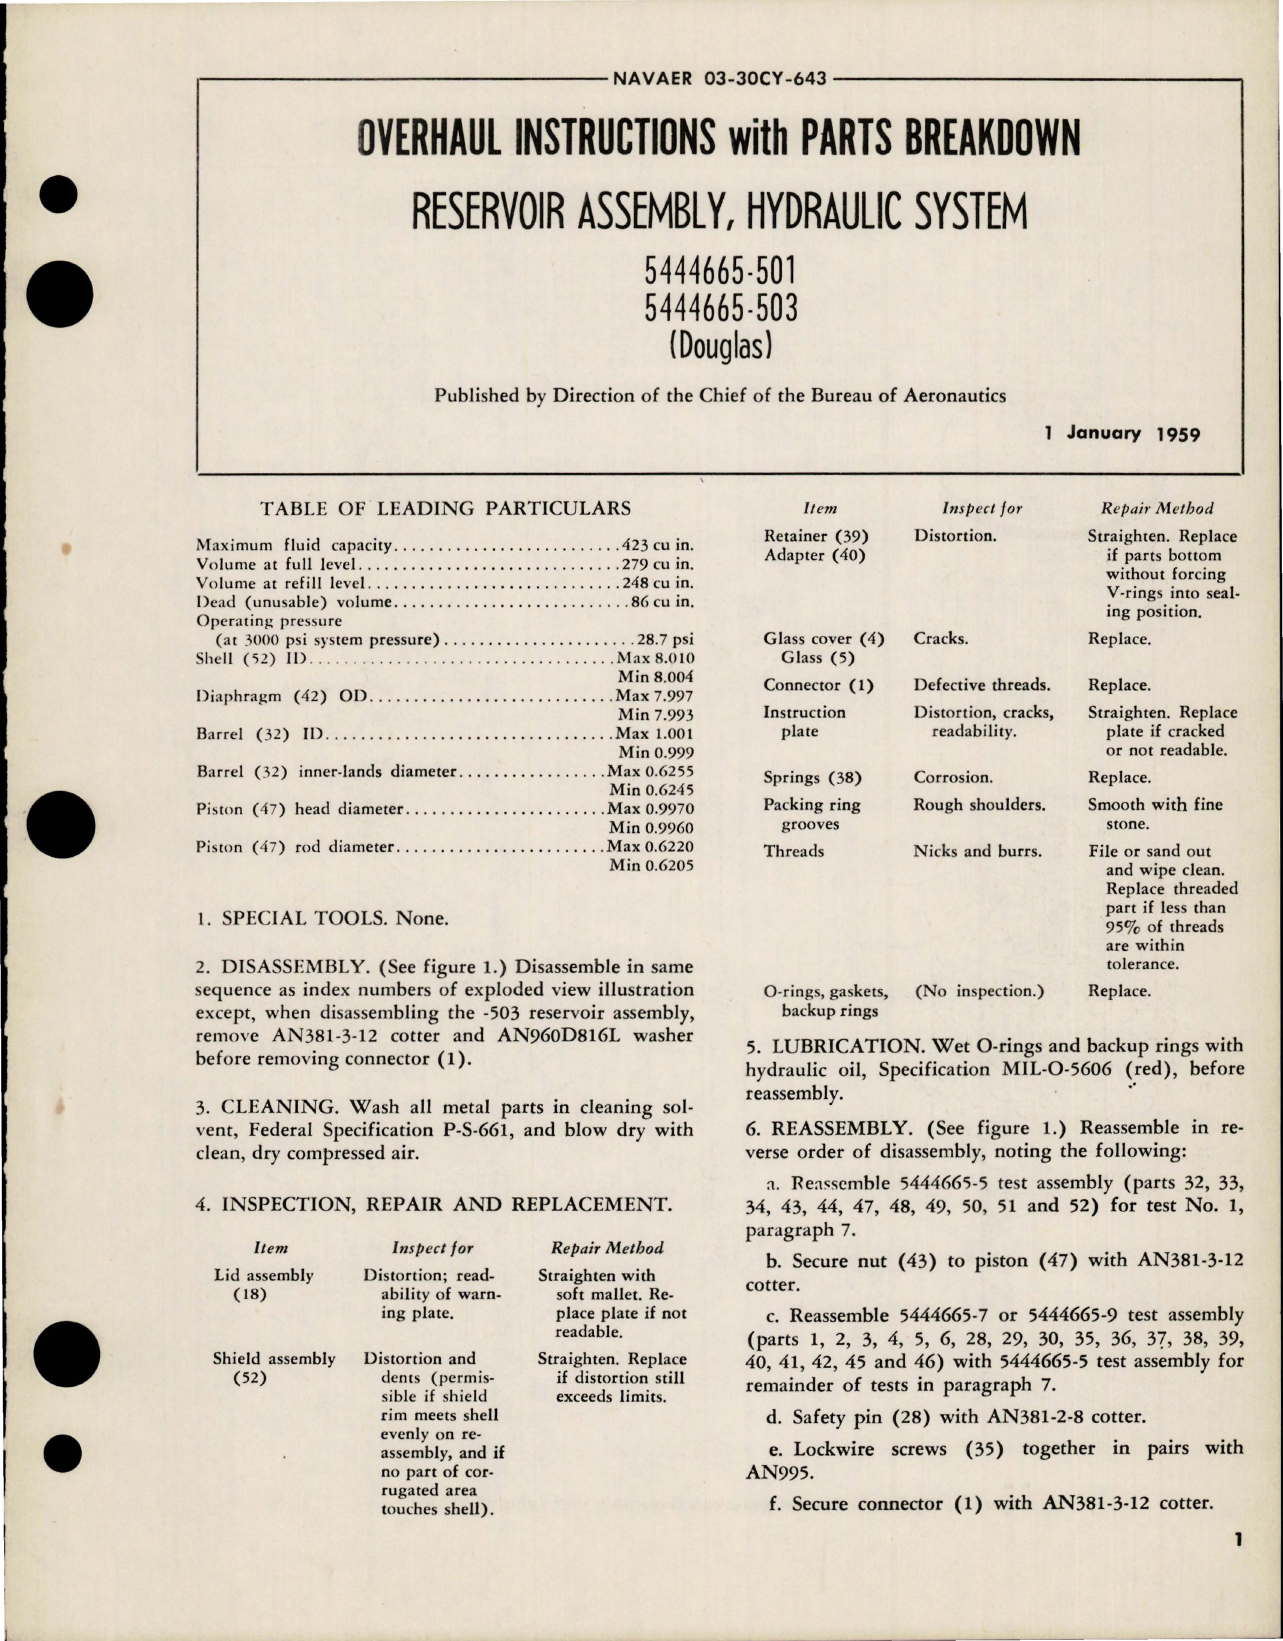 NAVAER 03-30CY-643
OVERHAUL INSTRUCTIONS with PARTS BREAKDOWN
RESERVOIR ASSEMBLY, HYDRAULIC SYSTEM
5444665-501
5444665-503
(Douglas)
Published by Direction of the Chief of the Bureau of Aeronautics
1 January 1959
TABLE OF LEADING PARTICULARS
Maximum fluid capacity..........................423 cu in.
Volume at full level..............................279 cu in.
Volume at refill level.............................248 cu in.
Dead (unusable) volume...........................86 cu in.
Operating pressure
(at 3000 psi system pressure)......................28.7 psi
Shell (52) ID...................................Max 8.010
Min 8.004
Diaphragm (42) OD............................Max 7.997
Min 7.993
Barrel (32) ID.................................Max 1.001
Min 0.999
Barrel (32) inner-lands diameter.................Max 0.6255
Min 0.6245
Piston (47) head diameter.......................Max 0.9970
Min 0.9960
Piston (47) rod diameter........................Max 0.6220
Min 0.6205
1. SPECIAL TOOLS. None.
2. DISASSEMBLY. (See figure 1.) Disassemble in same
sequence as index numbers of exploded view illustration
except, when disassembling the -503 reservoir assembly,
remove AN381-3-12 cotter and AN960D816L washer
before removing connector (1).
3. CLEANING. Wash all metal parts in cleaning sol-
vent, Federal Specification P-S-661, and blow dry with
clean, dry compressed air.
4. INSPECTION, REPAIR AND REPLACEMENT.
Item Inspect for Repair Method
Lid assembly Distortion; read- Straighten with
(18) ability of warn- soft mallet. Re-
ing plate. place plate if not
readable.
Shield assembly Distortion and Straighten. Replace
(52) dents (permis- if distortion still
sible if shield exceeds limits.
rim meets shell
evenly on re-
assembly, and if
no part of cor-
rugated area
touches shell).
Item Inspect for Repair Method
Retainer (39) Distortion. Straighten. Replace
Adapter (40) if parts bottom
without forcing
V-rings into seal-
ing position.
Glass cover (4) Cracks. Replace.
Glass (5)
Connector (1) Defective threads. Replace.
Instruction Distortion, cracks, Straighten. Replace
plate readability. plate if cracked
or not readable.
Springs (38) Corrosion. Replace.
Packing ring Rough shoulders. Smooth with fine
grooves stone.
Threads Nicks and burrs. File or sand out
and wipe clean.
Replace threaded
part if less than
95% of threads
are within
tolerance.
O-rings, gaskets, (No inspection.) Replace.
backup rings
5. LUBRICATION. Wet O-rings and backup rings with
hydraulic oil, Specification MIL-O-5606 (red), before
reassembly.
6. REASSEMBLY. (See figure 1.) Reassemble in re-
verse order of disassembly, noting the following:
a. Reassemble 5444665-5 test assembly (parts 32, 33,
34, 43, 44, 47, 48, 49, 50, 51 and 52) for test No. 1,
paragraph 7.
b. Secure nut (43) to piston (47) with AN381-3-12
cotter.
c. Reassemble 5444665-7 or 5444665-9 test assembly
(parts 1, 2, 3, 4, 5, 6, 28, 29, 30, 35, 36, 37, 38, 39,
40, 41, 42, 45 and 46) with 5444665-5 test assembly for
remainder of tests in paragraph 7.
d. Safety pin (28) with AN381-2-8 cotter.
e. Lockwire screws (35) together in pairs with
AN995.
f. Secure connector (1) with AN381-3-12 cotter.
1